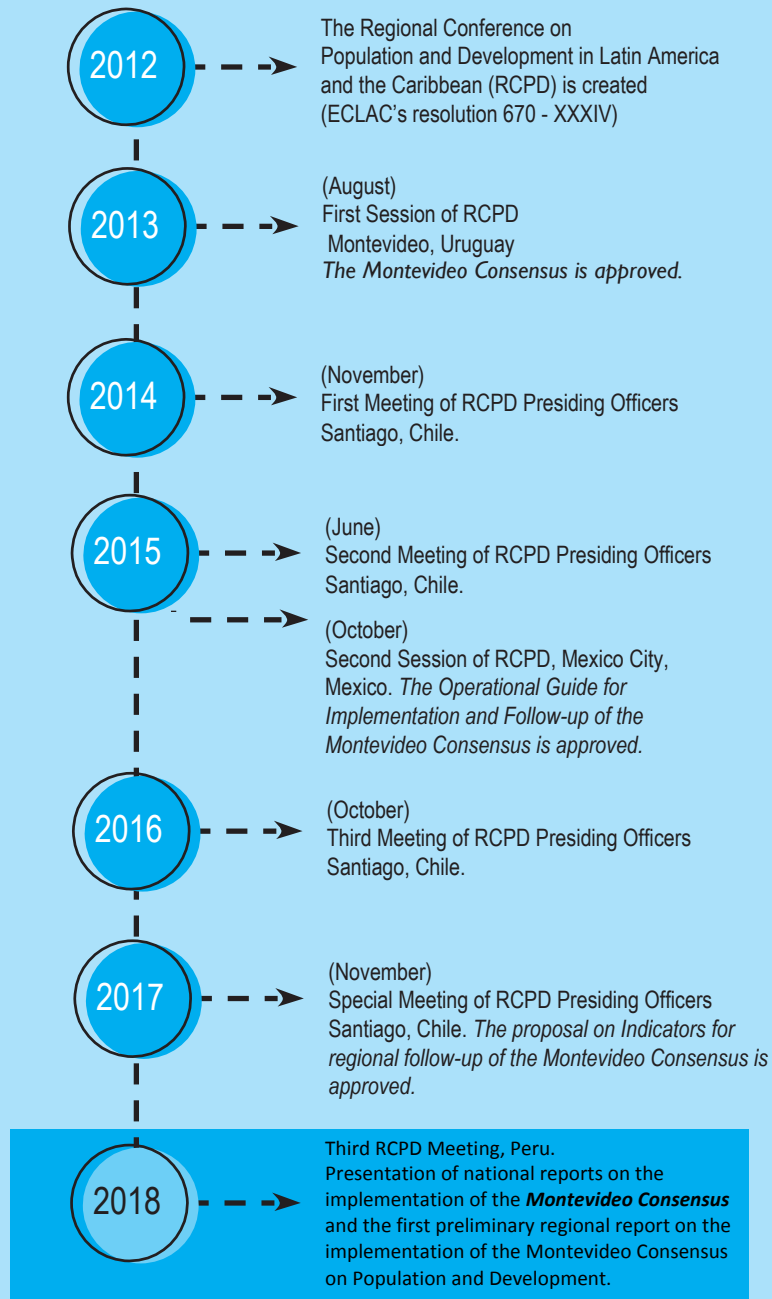 2012
The Regional Conference on
Population and Development in Latin America
and the Caribbean (RCPD) is created
(ECLAC's resolution 670 - XXXIV)
2013
(August)
First Session of RCPD
Montevideo, Uruguay
The Montevideo Consensus is approved.
2014
(November)
First Meeting of RCPD Presiding Officers
Santiago, Chile.
2015
(June)
Second Meeting of RCPD Presiding Officers
Santiago, Chile.
(October)
Second Session of RCPD, Mexico City,
Mexico. The Operational Guide for
Implementation and Follow-up of the
Montevideo Consensus is approved.
2016
(October)
Third Meeting of RCPD Presiding Officers
Santiago, Chile.
2017
(November)
Special Meeting of RCPD Presiding Officers
Santiago, Chile. The proposal on Indicators for
regional follow-up of the Montevideo Consensus is
approved.
2018
Third RCPD Meeting, Peru.
Presentation of national reports on the
implementation of the Montevideo Consensus
and the first preliminary regional report on the
implementation of the Montevideo Consensus
on Population and Development.